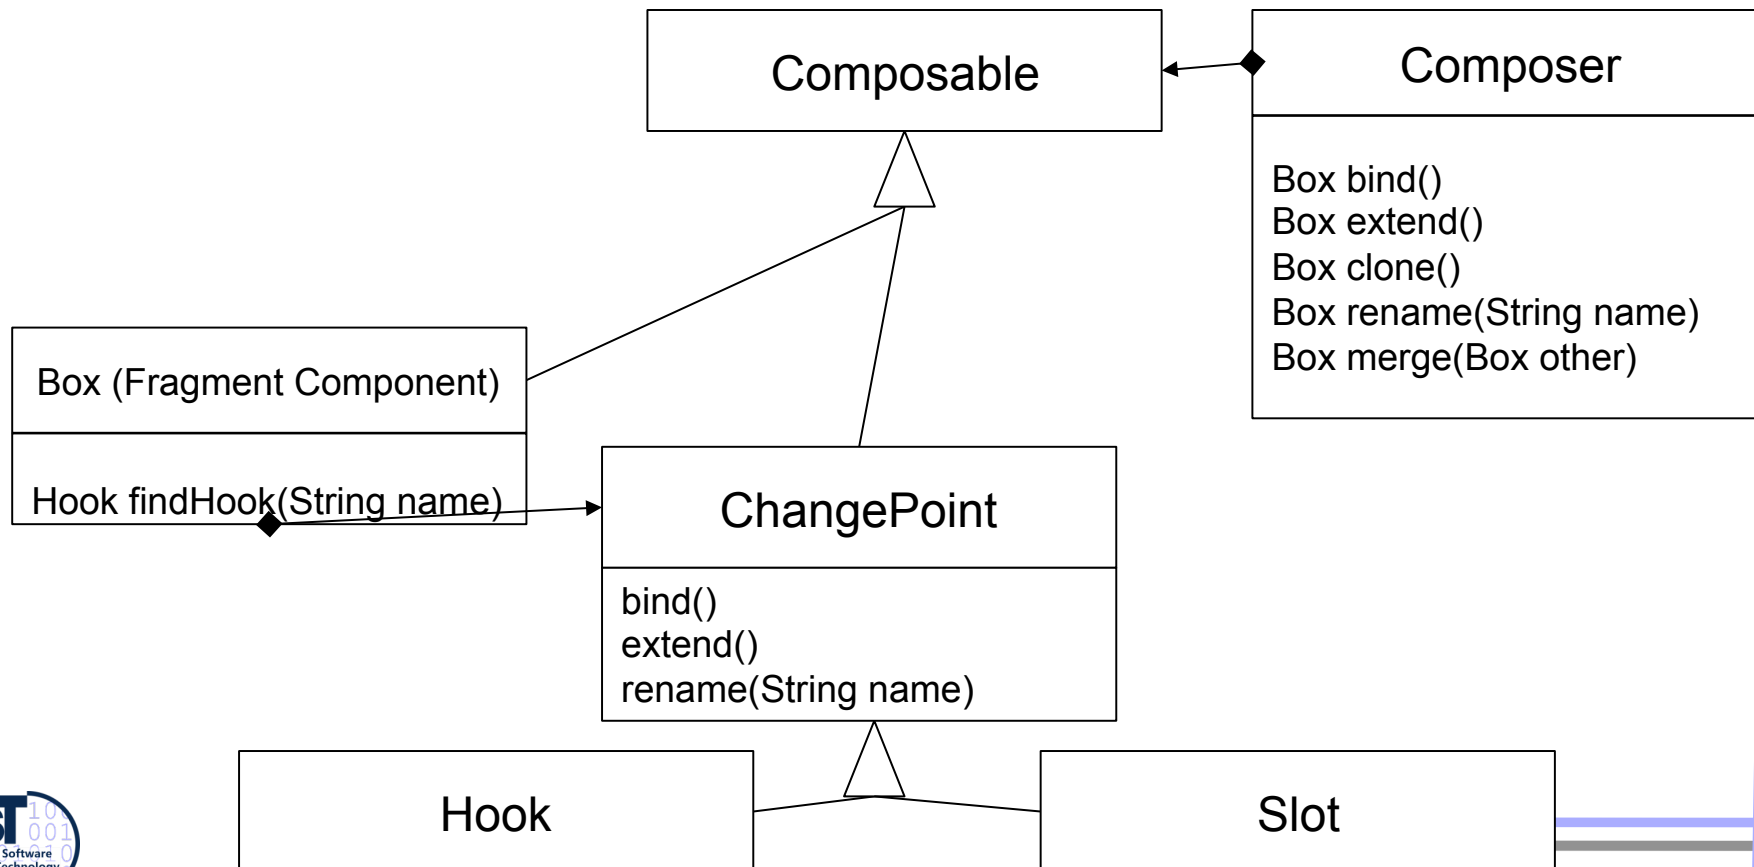 Composable
Composer
Box bind()
Box extend()
Box clone()
Box rename(String name)
Box merge(Box other)
Box (Fragment Component)
Hook findHook(String name)
ChangePoint
bind()
extend()
rename(String name)
Hook
Slot
Software